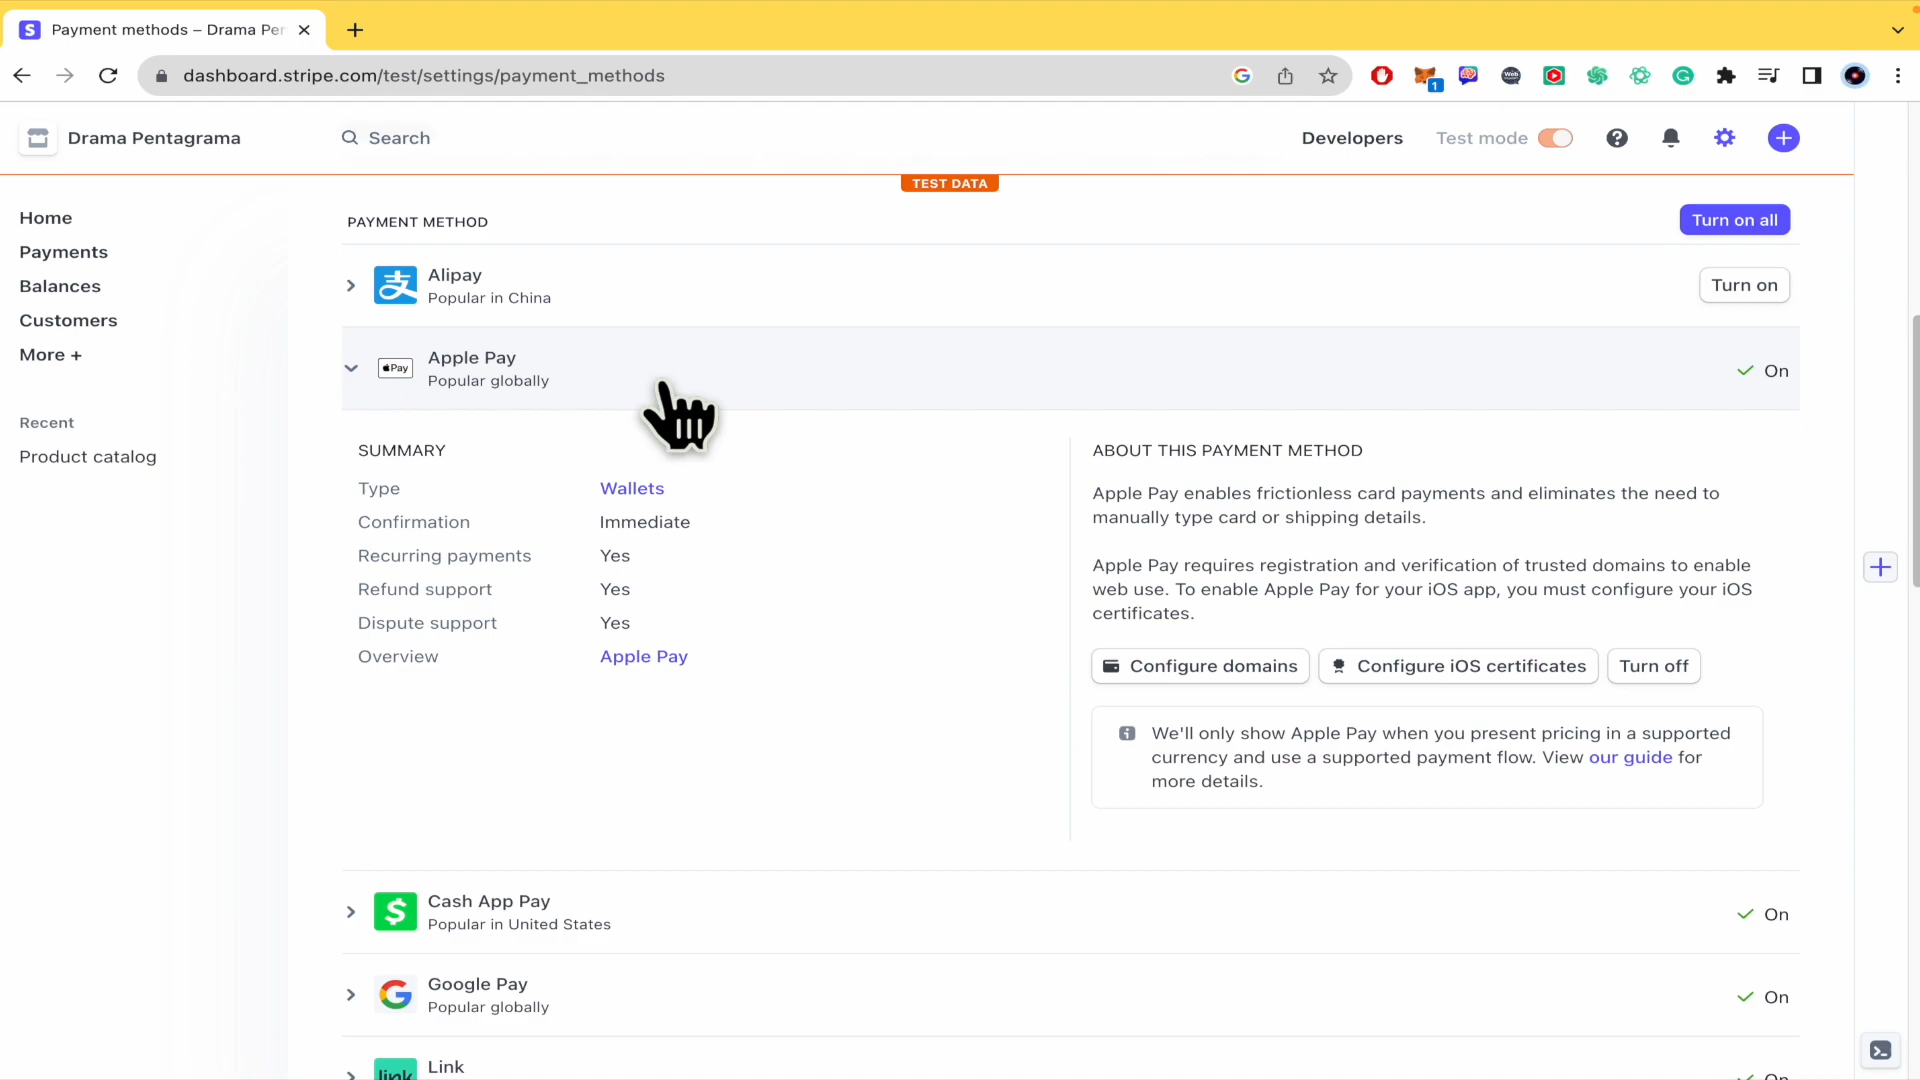 Payment methods – Drama Per
dashboard.stripe.com/test/settings/payment_methods
1
Drama Pentagrama
Search
Developers
Test mode
TEST DATA
Home
Payments
Balances
Customers
More +
Recent
Product catalog
PAYMENT METHOD
Turn on all
支
Alipay
Popular in China
Turn on
Pay
Apple Pay
Popular globally
On
SUMMARY
Type Wallets
Confirmation Immediate
Recurring payments Yes
Refund support Yes
Dispute support Yes
Overview Apple Pay
ABOUT THIS PAYMENT METHOD
Apple Pay enables frictionless card payments and eliminates the need to
manually type card or shipping details.
Apple Pay requires registration and verification of trusted domains to enable
web use. To enable Apple Pay for your iOS app, you must configure your iOS
certificates.
Configure domains
Configure iOS certificates
Turn off
We'll only show Apple Pay when you present pricing in a supported
currency and use a supported payment flow. View our guide for
more details.
$
Cash App Pay
Popular in United States
On
G
Google Pay
Popular globally
On
link
Link
On